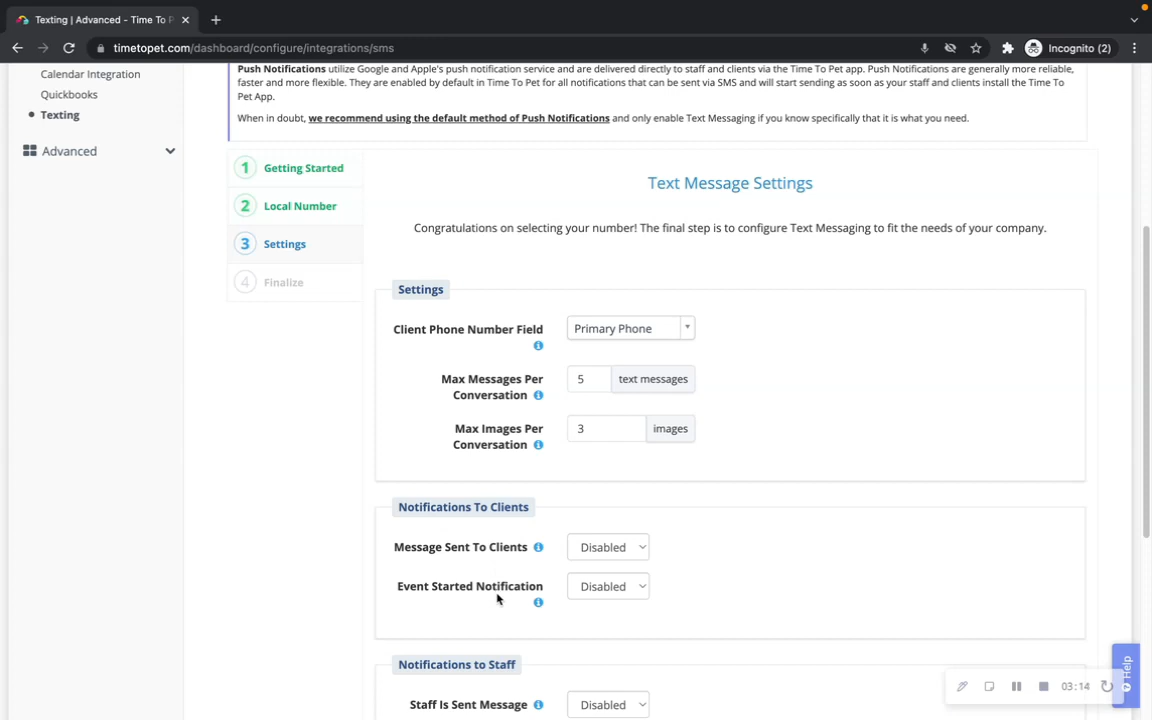 Texting | Advanced - Time To P
timetopet.com/dashboard/configure/integrations/sms
Incognito (2)
Calendar Integration
Quickbooks
Texting
Advanced
Push Notifications utilize Google and Apple's push notification service and are delivered directly to staff and clients via the Time To Pet app. Push Notifications are generally more reliable,
faster and more flexible. They are enabled by default in Time To Pet for all notifications that can be sent via SMS and will start sending as soon as your staff and clients install the Time To
Pet App.
When in doubt, we recommend using the default method of Push Notifications and only enable Text Messaging if you know specifically that it is what you need.
1 Getting Started
2 Local Number
3 Settings
4 Finalize
Text Message Settings
Congratulations on selecting your number! The final step is to configure Text Messaging to fit the needs of your company.
Settings
Client Phone Number Field
Primary Phone
Max Messages Per
Conversation
5 text messages
Max Images Per
Conversation
3 images
Notifications To Clients
Message Sent To Clients
Disabled
Event Started Notification
Disabled
Notifications to Staff
Staff Is Sent Message
Disabled
Help
03:14